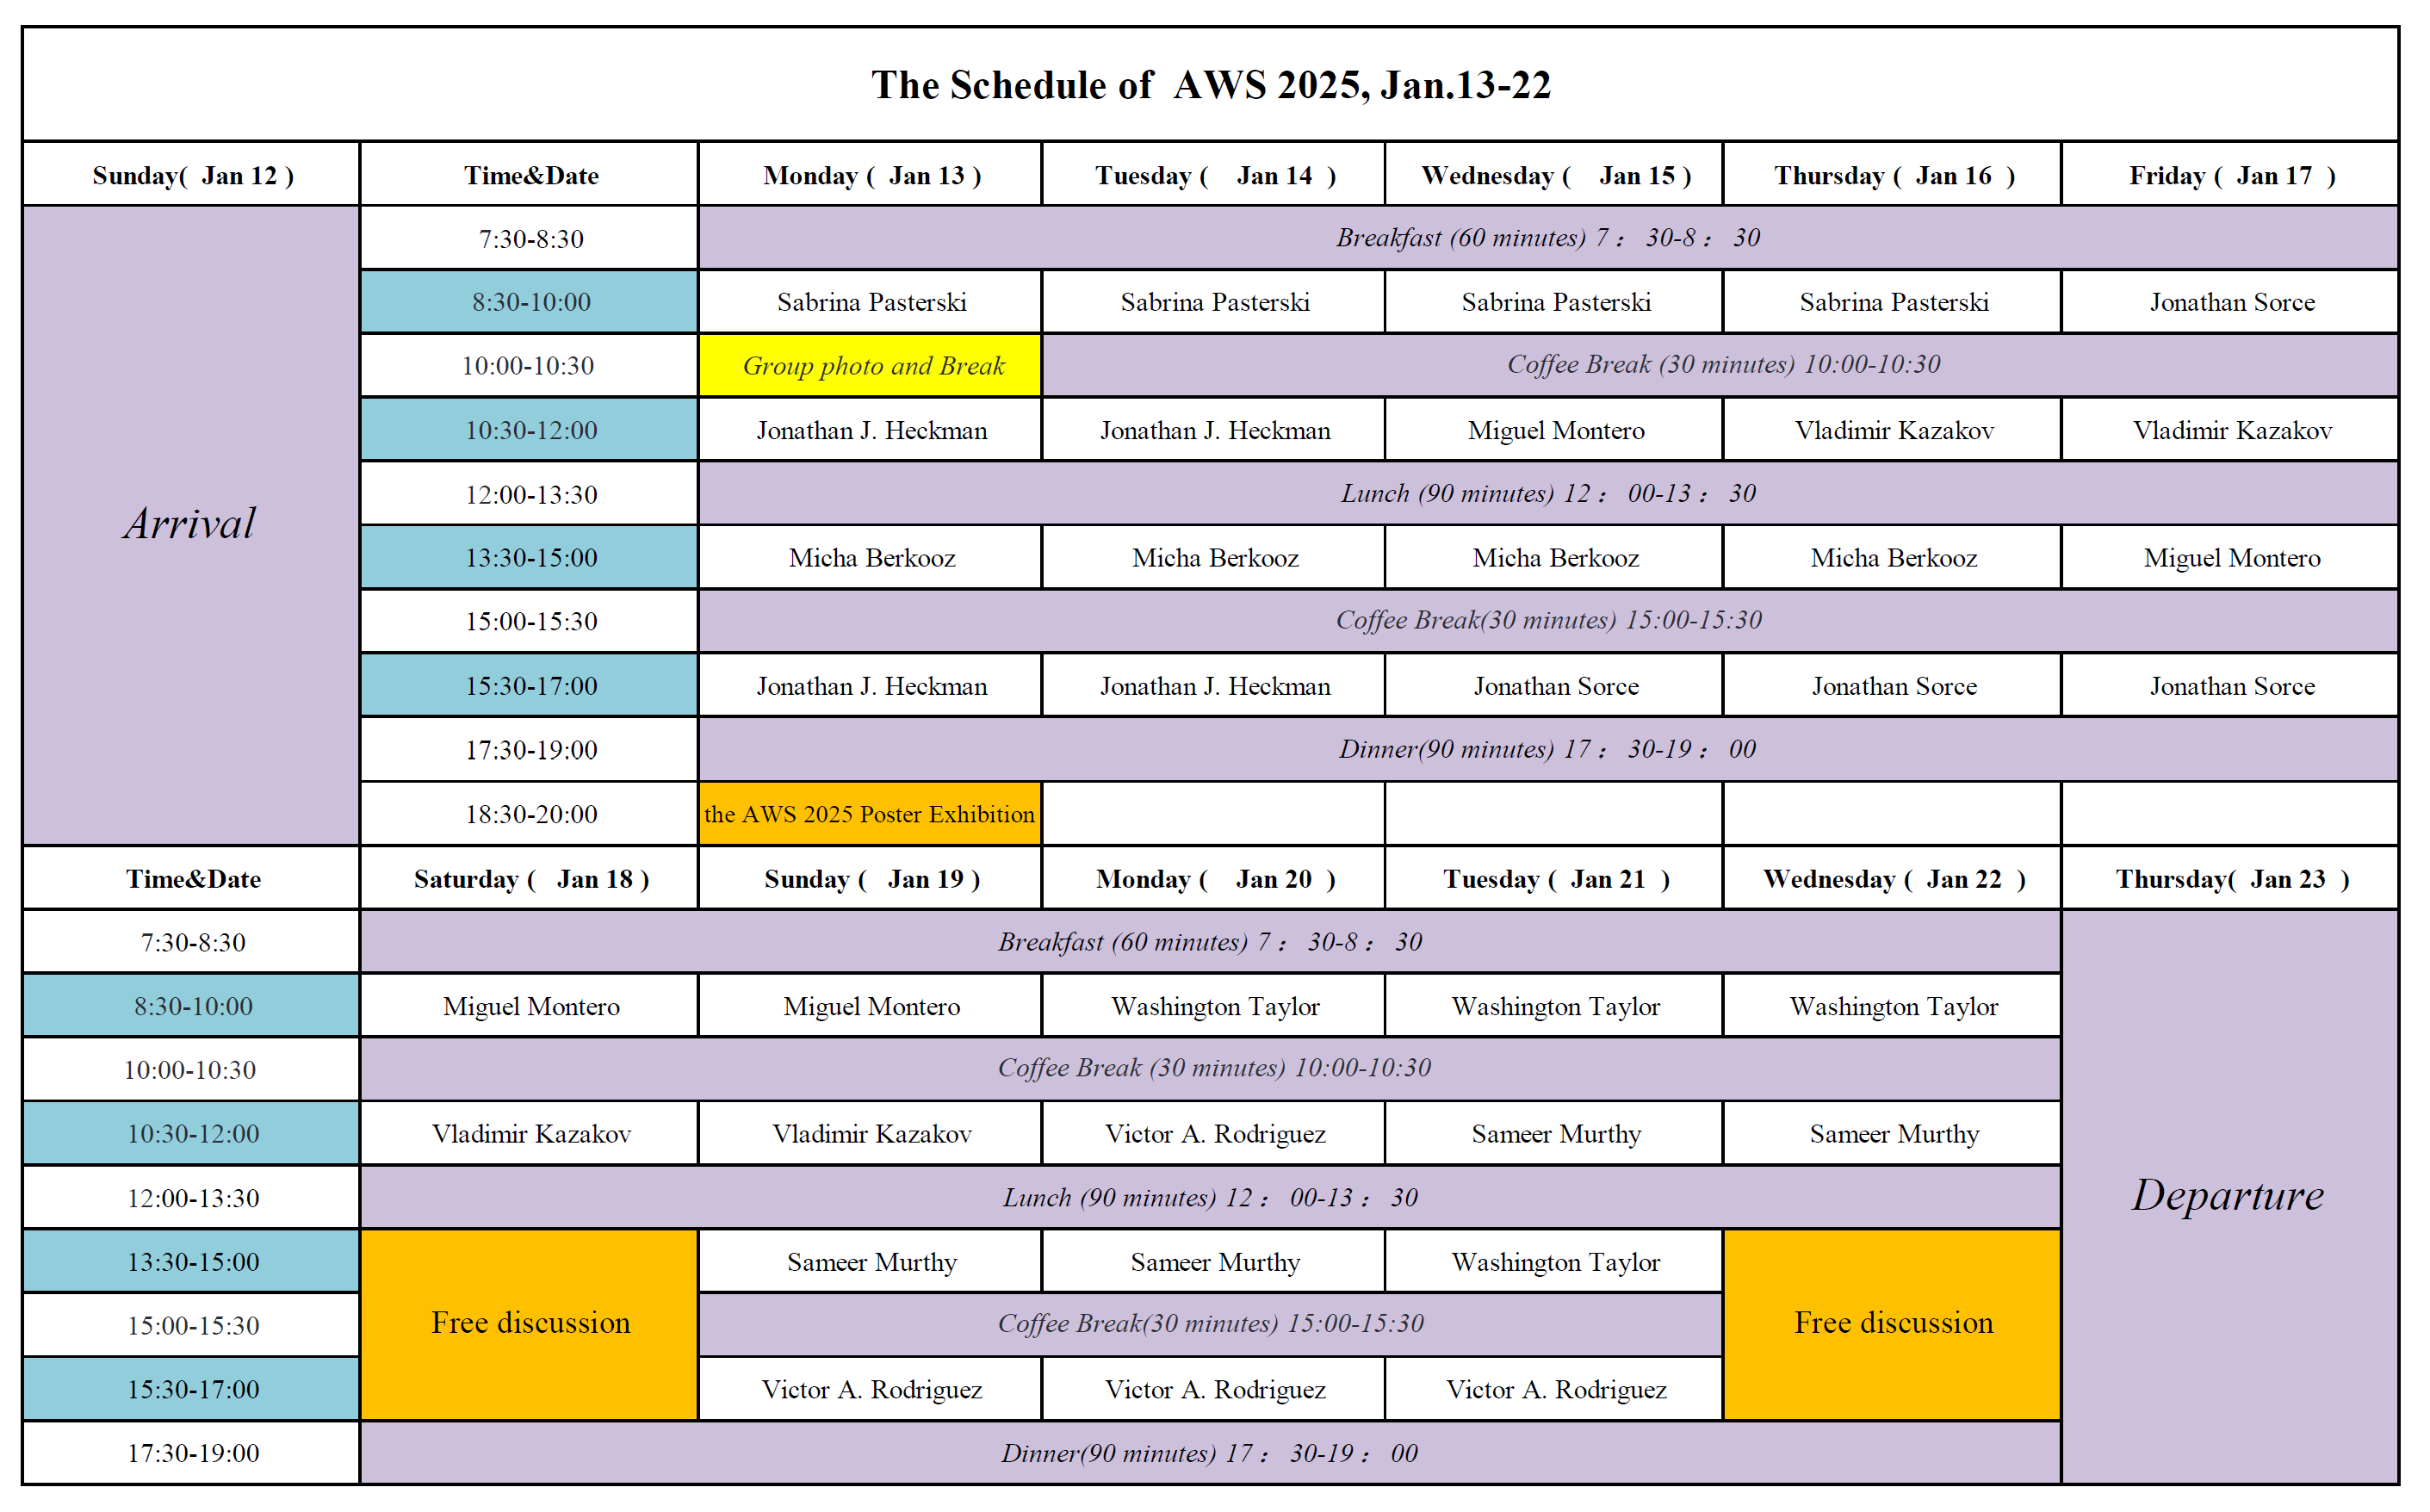 The Schedule of  AWS 2025, Jan.13-22
Sunday(  Jan 12 ) Time&Date Monday (  Jan 13 ) Tuesday (    Jan 14  ) Wednesday (    Jan 15 ) Thursday (  Jan 16  ) Friday (  Jan 17  )
Arrival
7:30-8:30 Breakfast (60 minutes) 7： 30-8： 30
8:30-10:00 Sabrina Pasterski Sabrina Pasterski Sabrina Pasterski Sabrina Pasterski Jonathan Sorce
10:00-10:30 Group photo and Break Coffee Break (30 minutes) 10:00-10:30
10:30-12:00 Jonathan J. Heckman Jonathan J. Heckman Miguel Montero Vladimir Kazakov Vladimir Kazakov
12:00-13:30 Lunch (90 minutes) 12： 00-13： 30
13:30-15:00 Micha Berkooz Micha Berkooz Micha Berkooz Micha Berkooz Miguel Montero
15:00-15:30 Coffee Break(30 minutes) 15:00-15:30
15:30-17:00 Jonathan J. Heckman Jonathan J. Heckman Jonathan Sorce Jonathan Sorce Jonathan Sorce
17:30-19:00 Dinner(90 minutes) 17： 30-19： 00
18:30-20:00 the AWS 2025 Poster Exhibition
Time&Date Saturday (   Jan 18 ) Sunday (   Jan 19 ) Monday (    Jan 20  ) Tuesday (  Jan 21  ) Wednesday (  Jan 22  ) Thursday(  Jan 23  )
7:30-8:30 Breakfast (60 minutes) 7： 30-8： 30
8:30-10:00 Miguel Montero Miguel Montero Washington Taylor Washington Taylor Washington Taylor
10:00-10:30 Coffee Break (30 minutes) 10:00-10:30
10:30-12:00 Vladimir Kazakov Vladimir Kazakov Victor A. Rodriguez Sameer Murthy Sameer Murthy
12:00-13:30 Lunch (90 minutes) 12： 00-13： 30
Departure
13:30-15:00 Sameer Murthy Sameer Murthy Washington Taylor
15:00-15:30 Free discussion Coffee Break(30 minutes) 15:00-15:30 Free discussion
15:30-17:00 Victor A. Rodriguez Victor A. Rodriguez Victor A. Rodriguez
17:30-19:00 Dinner(90 minutes) 17： 30-19： 00